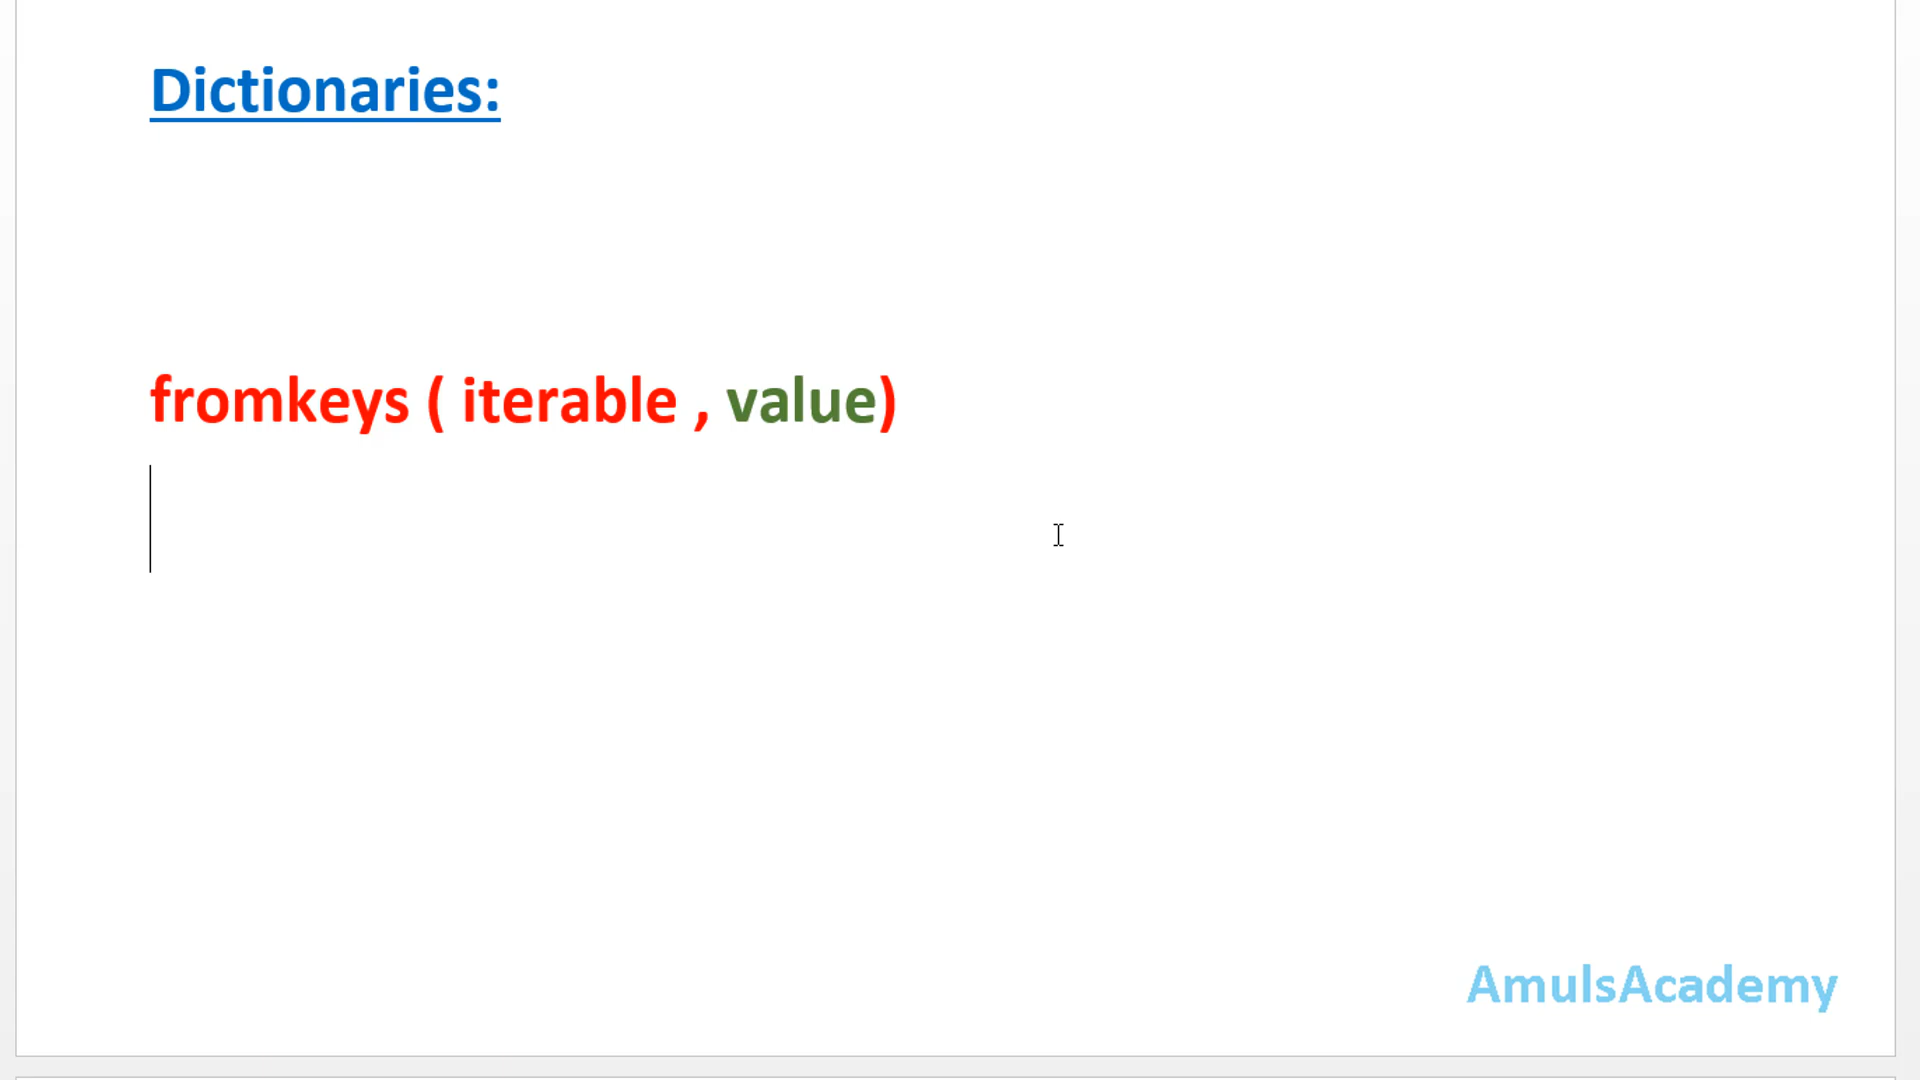 Dictionaries:
fromkeys ( iterable , value)
AmulsAcademy